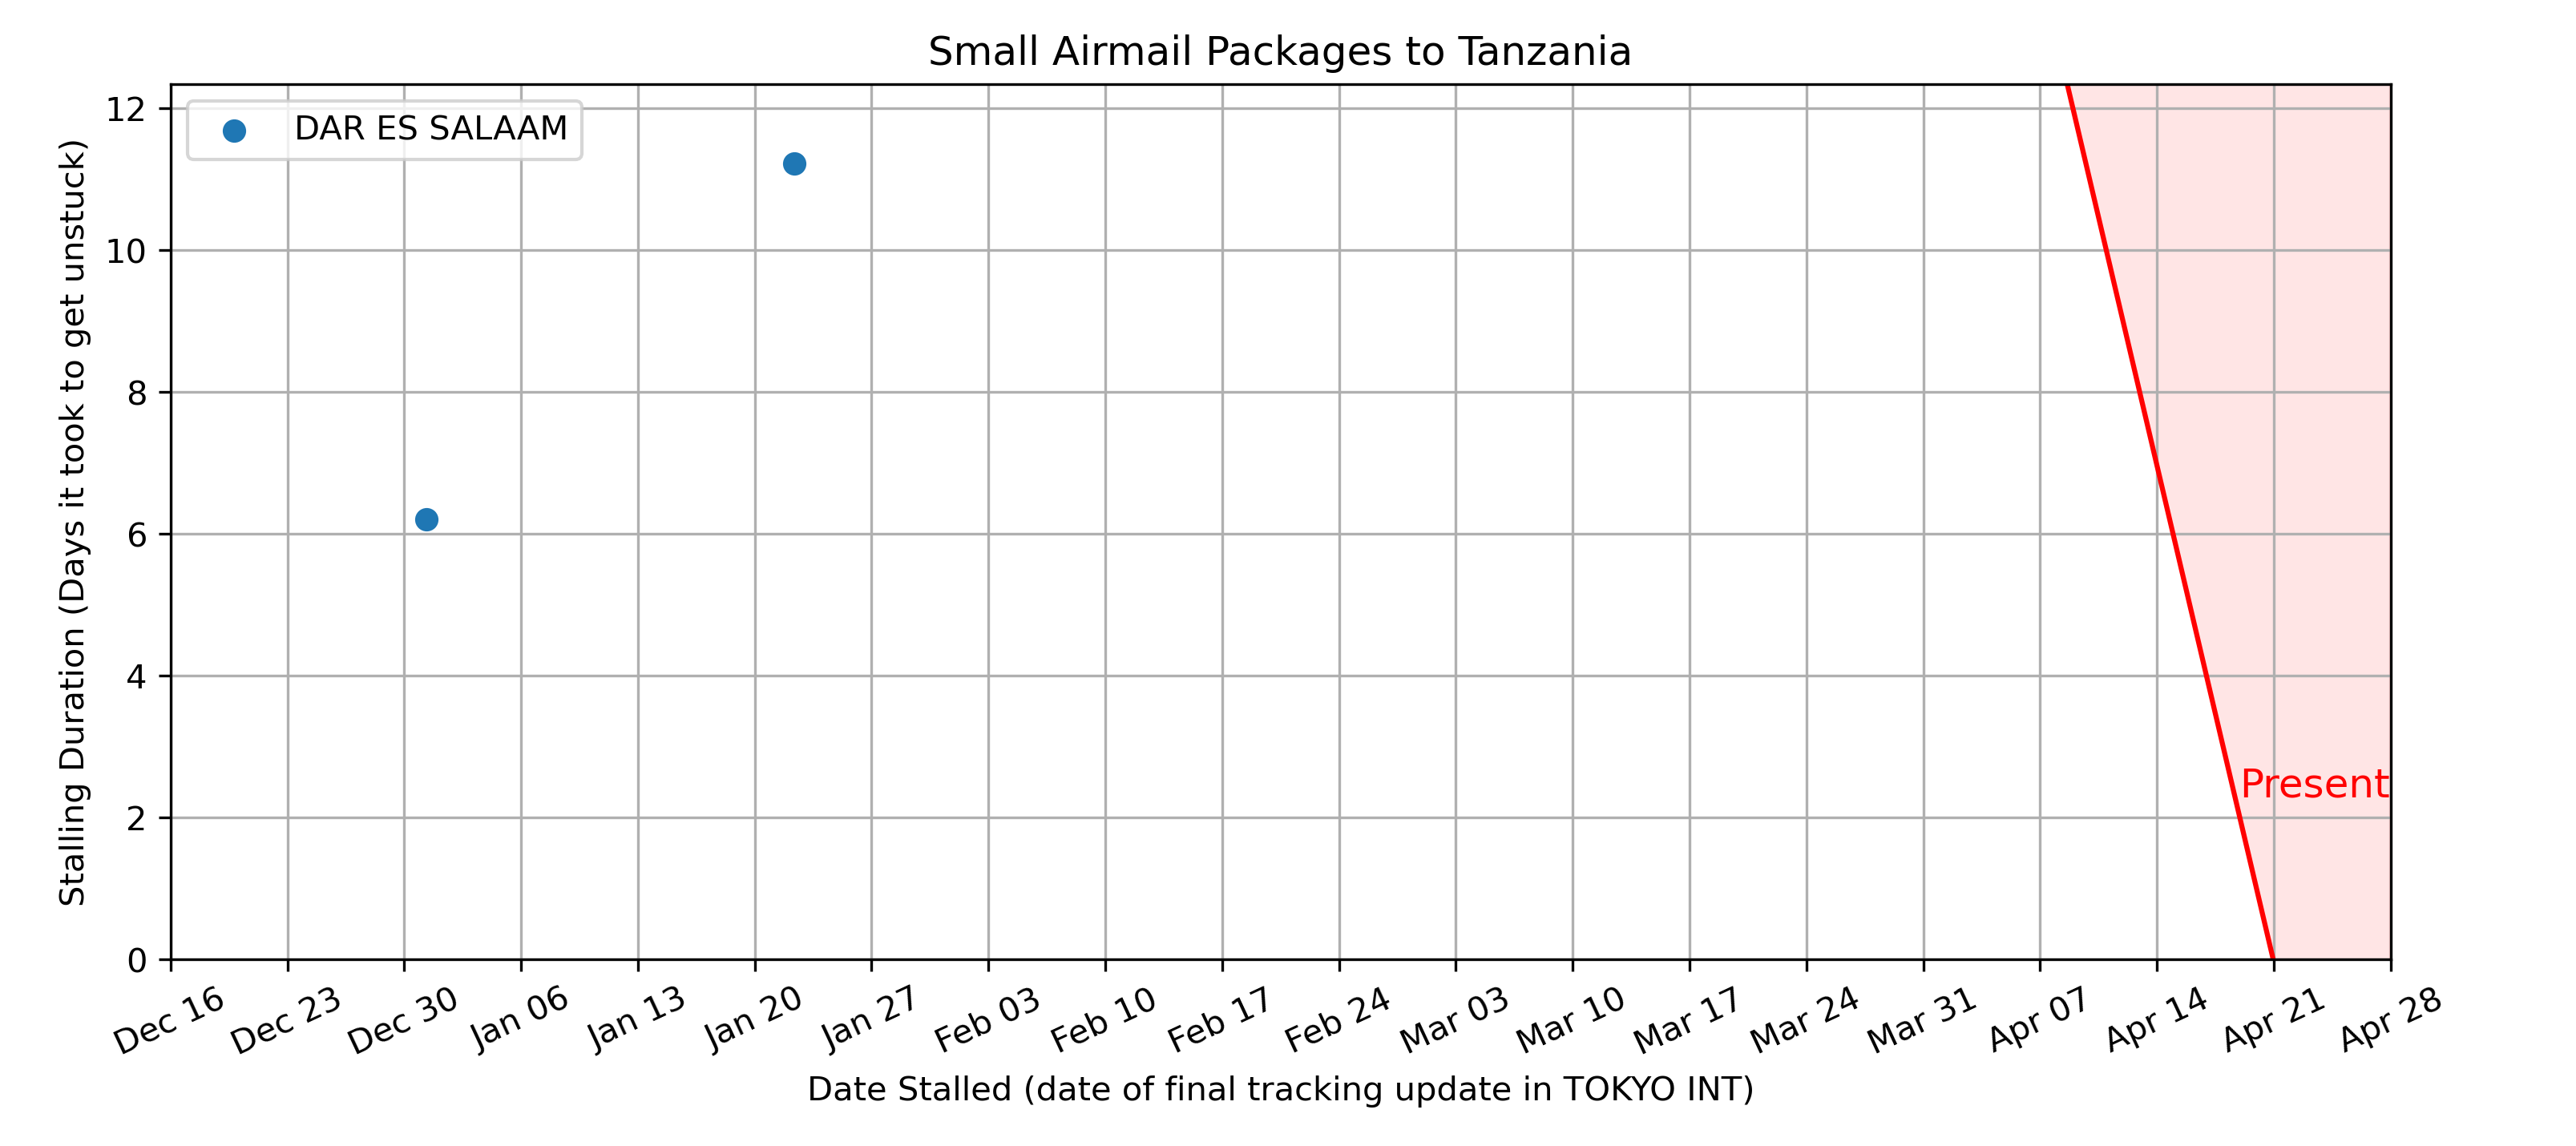 Small Airmail Packages to Tanzania
DAR ES SALAAM
Stalling Duration (Days it took to get unstuck)
12
10
8
6
4
2
0
Present
Dec 16
Dec 23
Dec 30
Jan 06
Jan 13
Jan 20
Jan 27
Feb 03
Feb 10
Feb 17
Feb 24
Mar 03
Mar 10
Mar 17
Mar 24
Mar 31
Apr 07
Apr 14
Apr 21
Apr 28
Date Stalled (date of final tracking update in TOKYO INT)